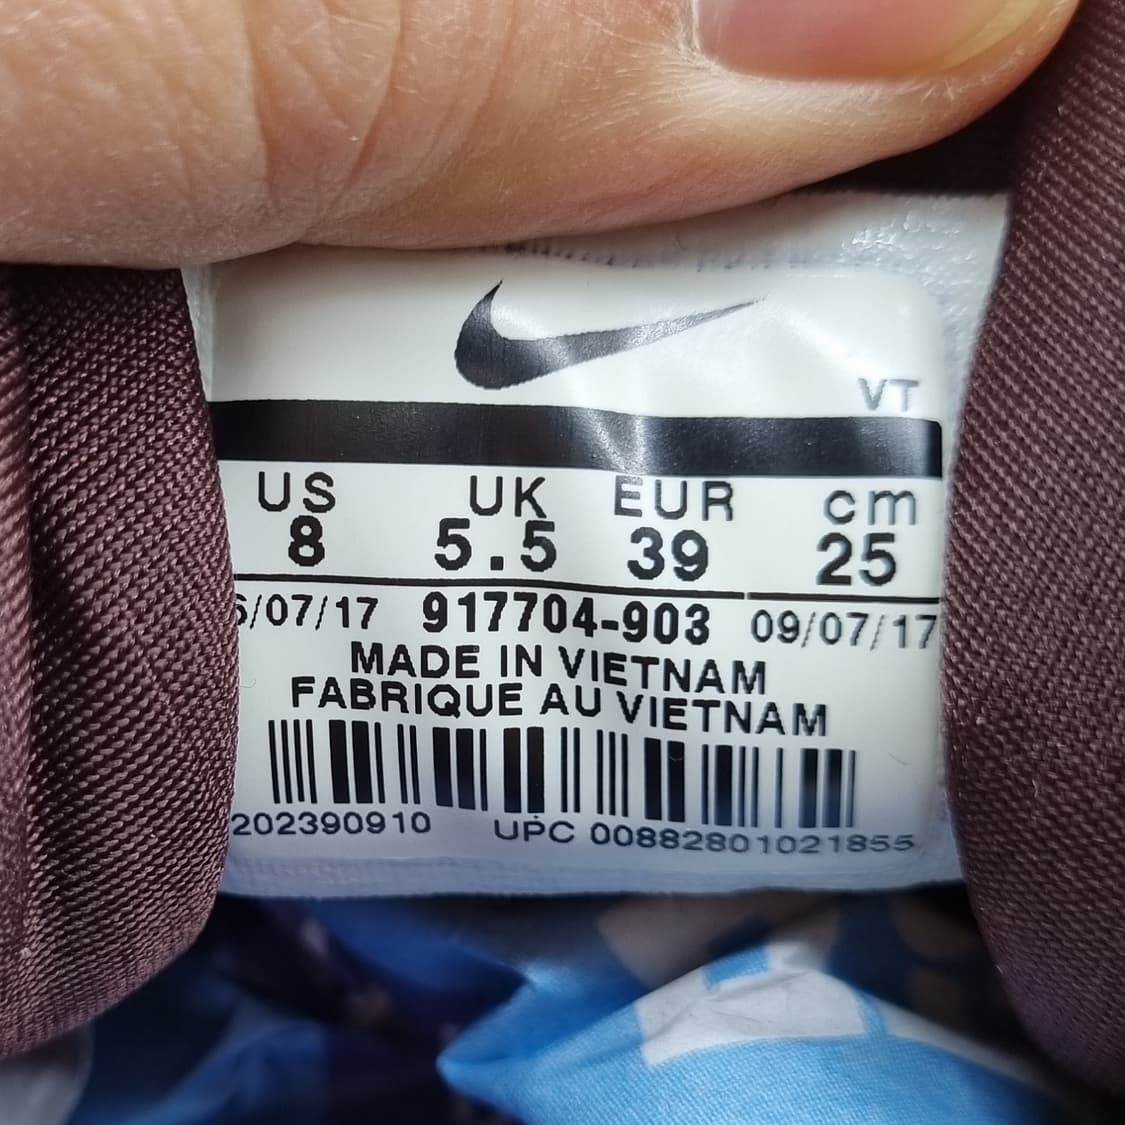 VT
US UK EUR cm
8 5.5 39 25
/07/17 917704-903 09/07/17
MADE IN VIETNAM
FABRIQUE AU VIETNAM
202390910 UPC 00882801021855